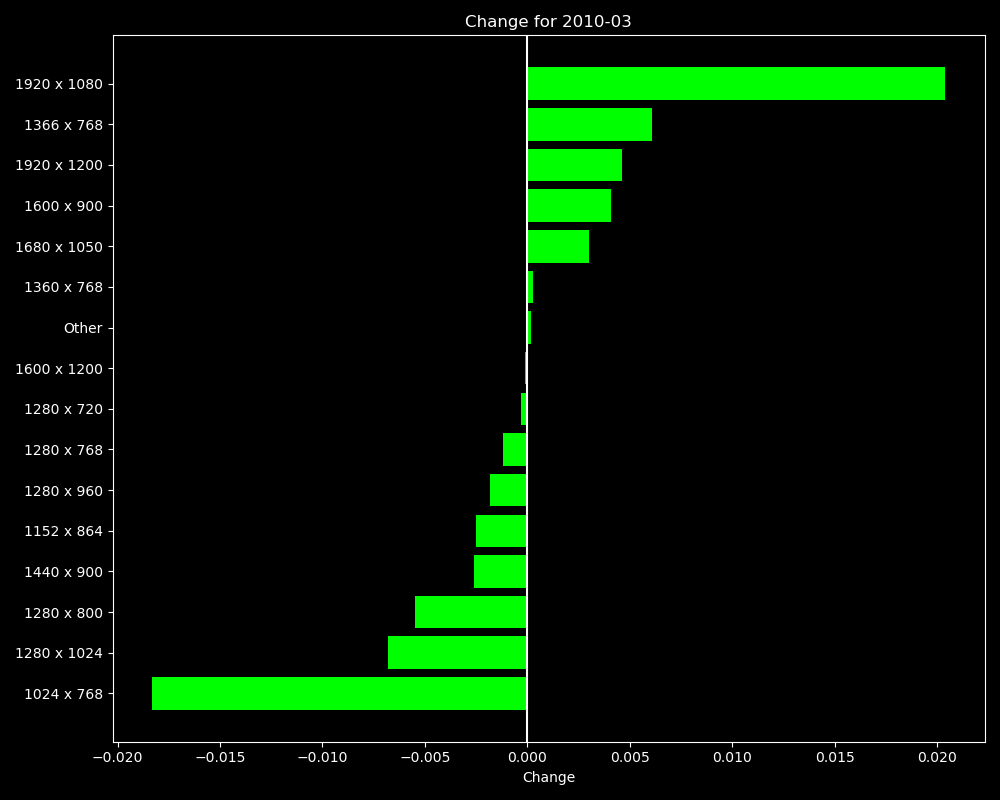 Change for 2010-03
1920 x 1080
1366 x 768
1920 x 1200
1600 x 900
1680 x 1050
1360 x 768
Other
1600 x 1200
1280 x 720
1280 x 768
1280 x 960
1152 x 864
1440 x 900
1280 x 800
1280 x 1024
1024 x 768
−0.020 −0.015 −0.010 −0.005 0.000 0.005 0.010 0.015 0.020
Change